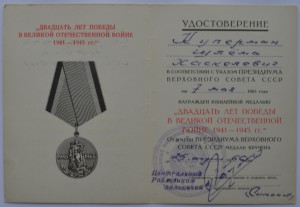 "ДВАДЦАТЬ ЛЕТ ПОБЕДЫ
В ВЕЛИКОЙ ОТЕЧЕСТВЕННОЙ ВОЙНЕ
1941—1945 гг."
УДОСТОВЕРЕНИЕ
Куперман
В СООТВЕТСТВИИ С УКАЗОМ ПРЕЗИДИУМА
ВЕРХОВНОГО СОВЕТА СССР
от 7 мая 1965 года
НАГРАЖДЕН ЮБИЛЕЙНОЙ МЕДАЛЬЮ
"ДВАДЦАТЬ ЛЕТ ПОБЕДЫ
В ВЕЛИКОЙ ОТЕЧЕСТВЕННОЙ
ВОЙНЕ 1941—1945 гг."
От имени ПРЕЗИДИУМА ВЕРХОВНОГО
СОВЕТА СССР МЕДАЛЬ ВРУЧЕНА
Центральный